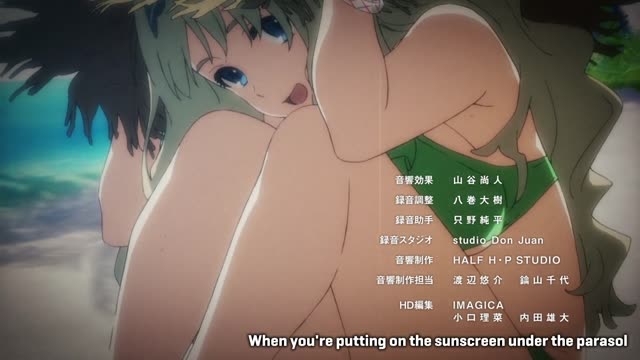 音響効果 山谷尚人
録音調整 八巻大樹
録音助手 只野純平
録音スタジオ studio Don Juan
音響制作 HALF H・P STUDIO
音響制作担当 渡辺悠介 鎬山千代
HD編集 IMAGICA
小口理菜 内田雄大
When you're putting on the sunscreen under the parasol